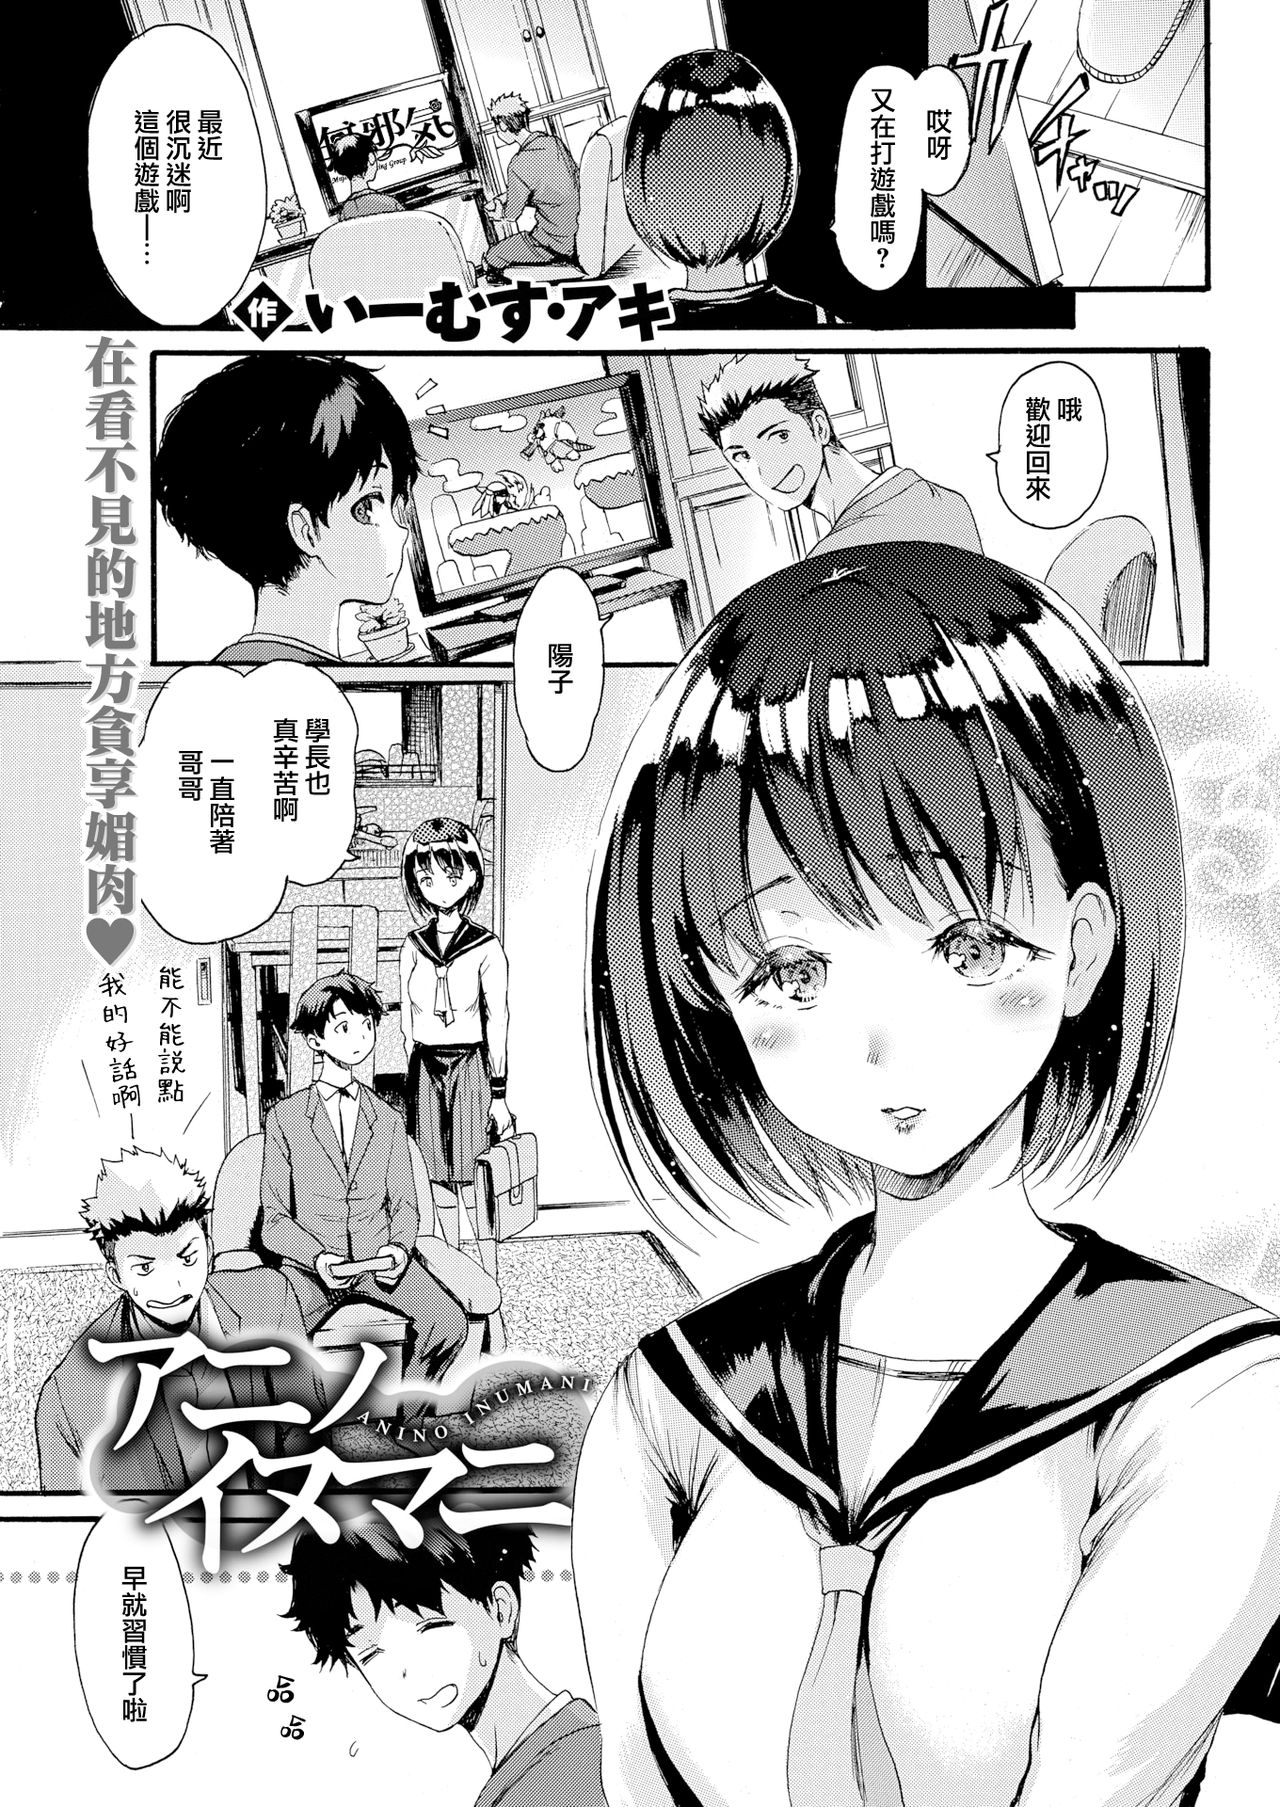 ガチャッ
哎呀
又在打遊戲嗎？
無邪気
最近
很沉迷啊
這個遊戲——…
作 いーむす・アキ
哦
歡迎回來
陽子
在看不見的地方貪享媚肉♥
學長也
真辛苦啊
一直陪著
哥哥
能不能說點
我的好話啊—
アニノ
ANINO INUMANI
イヌマニ
早就習慣了啦